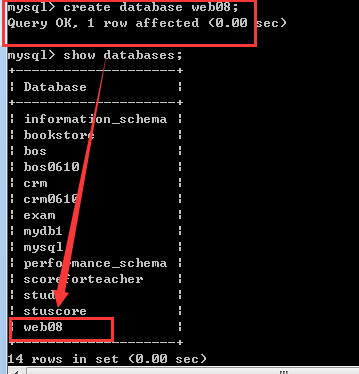 mysql> create database web08;
Query OK, 1 row affected (0.00 sec)
mysql> show databases;
+--------------------+
| Database           |
+--------------------+
| information_schema |
| bookstore          |
| bos                |
| bos0610            |
| crm                |
| crm0610            |
| exam               |
| mydb1              |
| mysql              |
| performance_schema |
| scoreforteacher    |
| stuscore           |
| web08              |
+--------------------+
14 rows in set (0.00 sec)